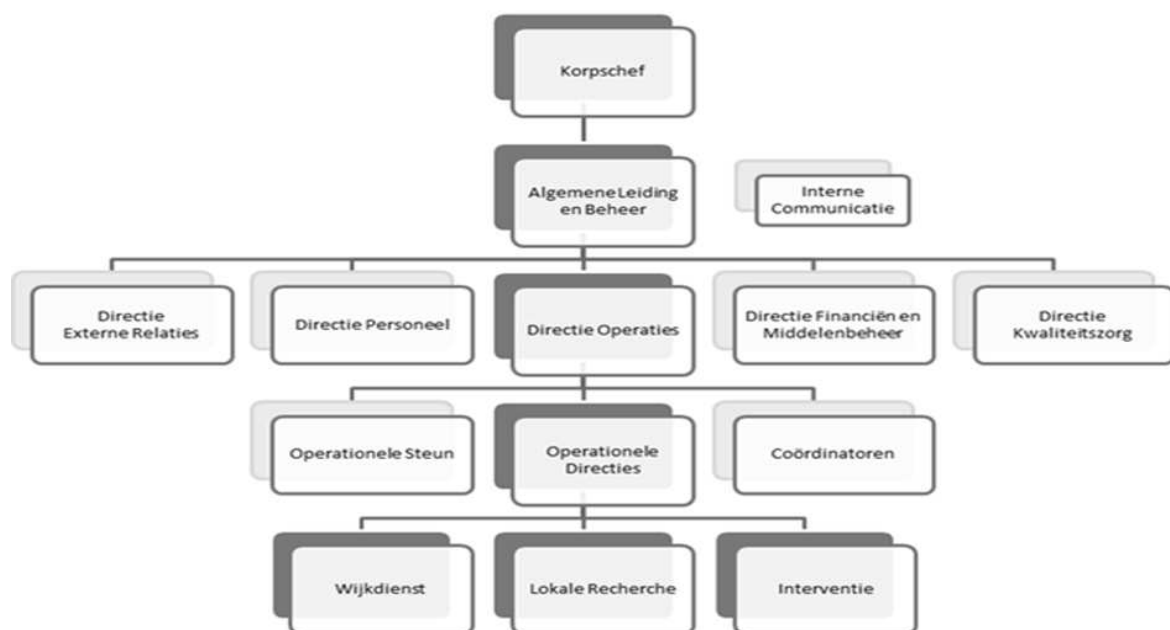 Korpschef
Algemene Leiding
en Beheer
Interne
Communicatie
Directie
Externe Relaties
Directie Personeel
Directie Operaties
Directie Financiën en
Middelenbeheer
Directie
Kwaliteitszorg
Operationele Steun
Operationele
Directies
Coördinatoren
Wijkdienst
Lokale Recherche
Interventie